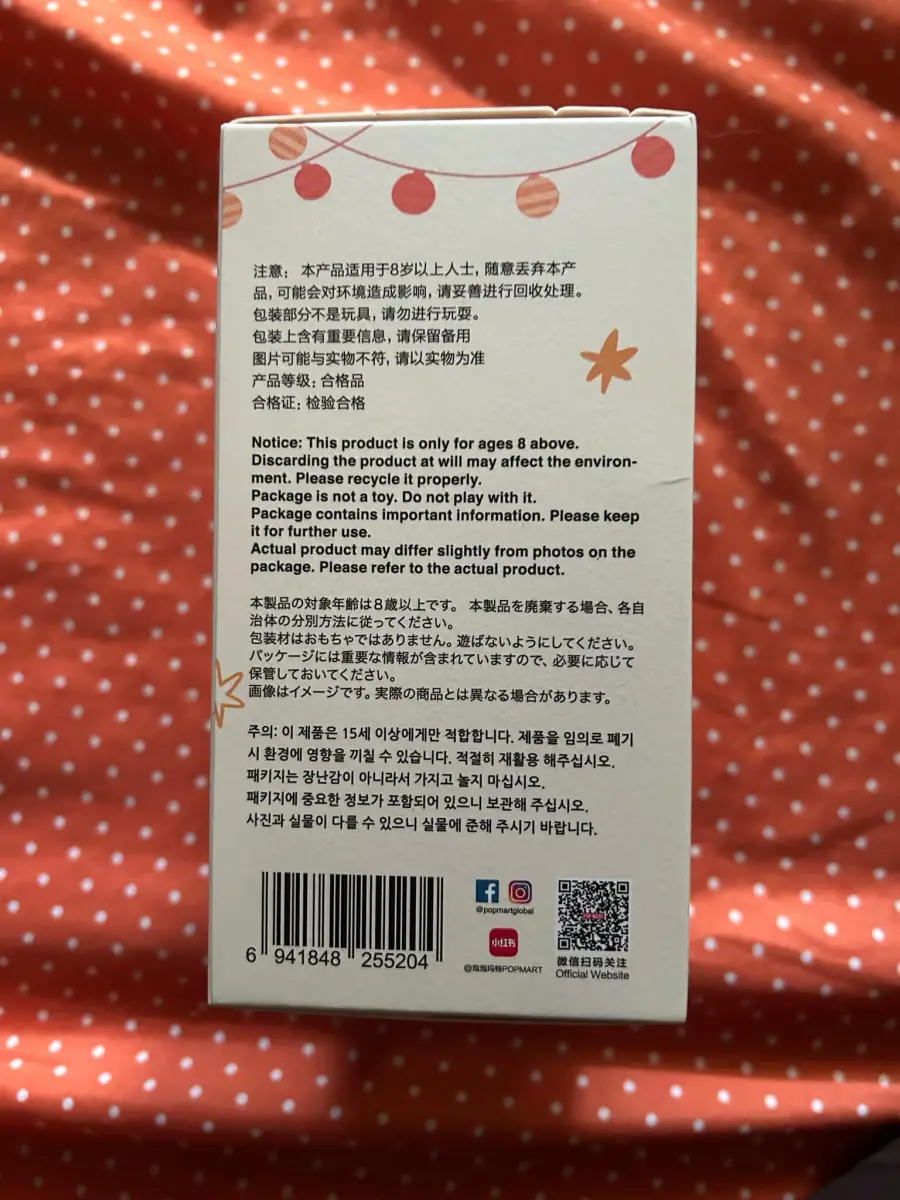 注意： 本产品适用于8岁以上人士, 随意丢弃本产
品, 可能会对环境造成影响, 请妥善进行回收处理。
包装部分不是玩具, 请勿进行玩耍。
包装上含有重要信息, 请保留备用
图片可能与实物不符, 请以实物为准
产品等级: 合格品
合格证: 检验合格
Notice: This product is only for ages 8 above.
Discarding the product at will may affect the environ-
ment. Please recycle it properly.
Package is not a toy. Do not play with it.
Package contains important information. Please keep
it for further use.
Actual product may differ slightly from photos on the
package. Please refer to the actual product.
本製品の対象年齢は8歳以上です。 本製品を廃棄する場合、各自
治体の分別方法に従ってください。
包装材はおもちゃではありません。遊ばないようにしてください。
パッケージには重要な情報が含まれていますので、必要に応じて
保管しておいてください。
画像はイメージです。実際の商品とは異なる場合があります。
주의: 이 제품은 15세 이상에게만 적합합니다. 제품을 임의로 폐기
시 환경에 영향을 끼칠 수 있습니다. 적절히 재활용 해주십시오.
패키지는 장난감이 아니라서 가지고 놀지 마십시오.
패키지에 중요한 정보가 포함되어 있으니 보관해 주십시오.
사진과 실물이 다를 수 있으니 실물에 준해 주시기 바랍니다.
6 941848 255204
@popmartglobal
小红书
@泡泡玛特POPMART
微信扫码关注
Official Website